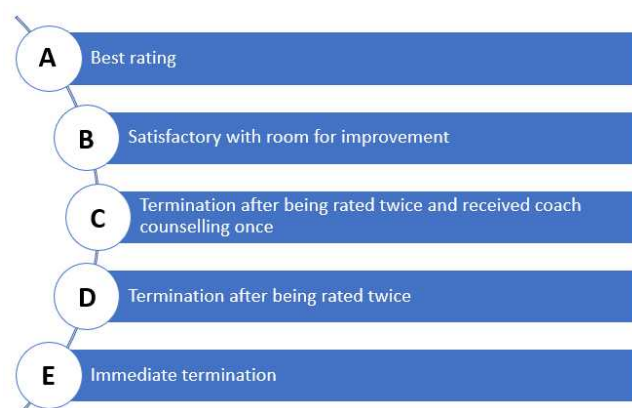 A
Best rating
B
Satisfactory with room for improvement
C
Termination after being rated twice and received coach
counselling once
D
Termination after being rated twice
E
Immediate termination